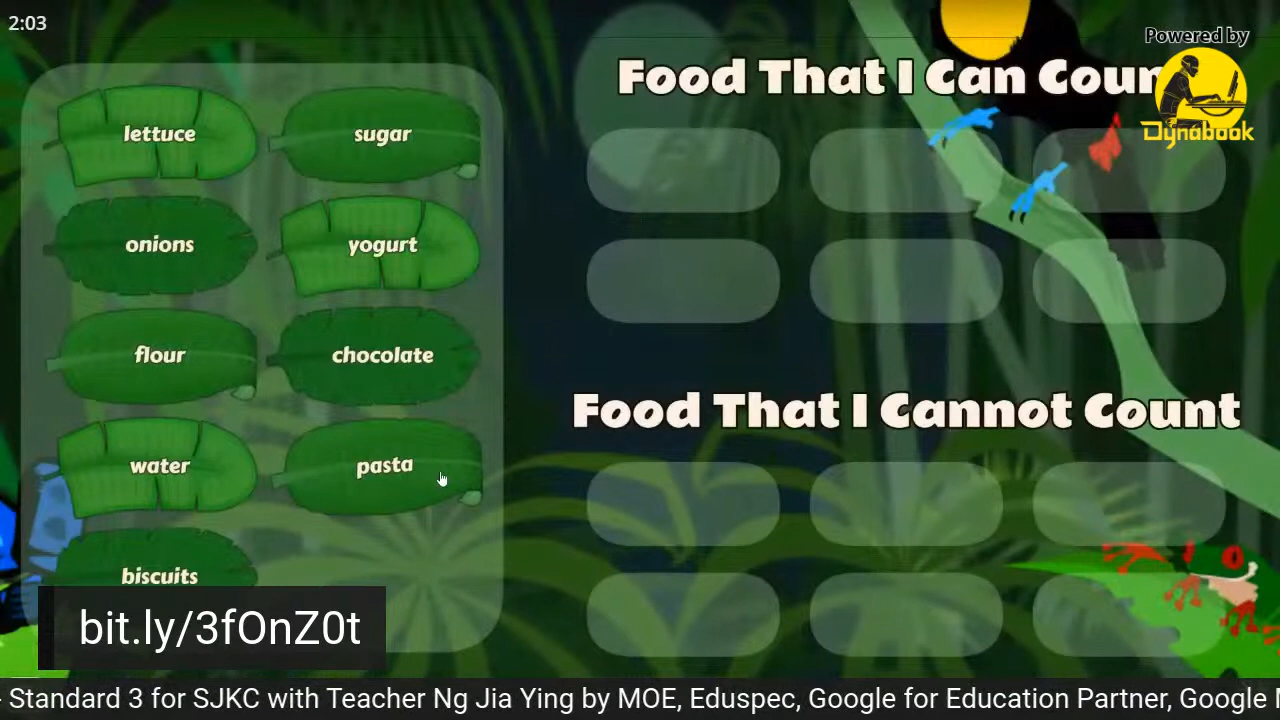 2:03
Powered by
Dynabook
Food That I Can Coun
lettuce
sugar
onions
yogurt
flour
chocolate
water
pasta
biscuits
Food That I Cannot Count
bit.ly/3fOnZ0t
Standard 3 for SJKC with Teacher Ng Jia Ying by MOE, Eduspec, Google for Education Partner, Google